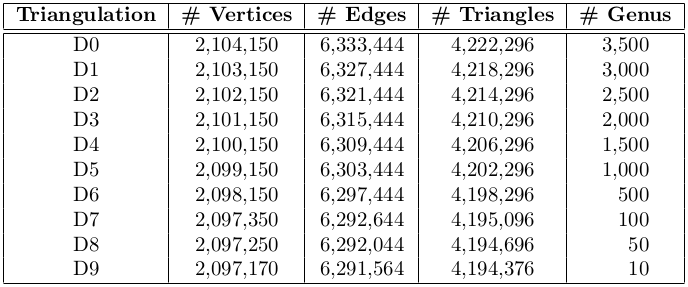 Triangulation # Vertices # Edges # Triangles # Genus
D0 2,104,150 6,333,444 4,222,296 3,500
D1 2,103,150 6,327,444 4,218,296 3,000
D2 2,102,150 6,321,444 4,214,296 2,500
D3 2,101,150 6,315,444 4,210,296 2,000
D4 2,100,150 6,309,444 4,206,296 1,500
D5 2,099,150 6,303,444 4,202,296 1,000
D6 2,098,150 6,297,444 4,198,296 500
D7 2,097,350 6,292,644 4,195,096 100
D8 2,097,250 6,292,044 4,194,696 50
D9 2,097,170 6,291,564 4,194,376 10